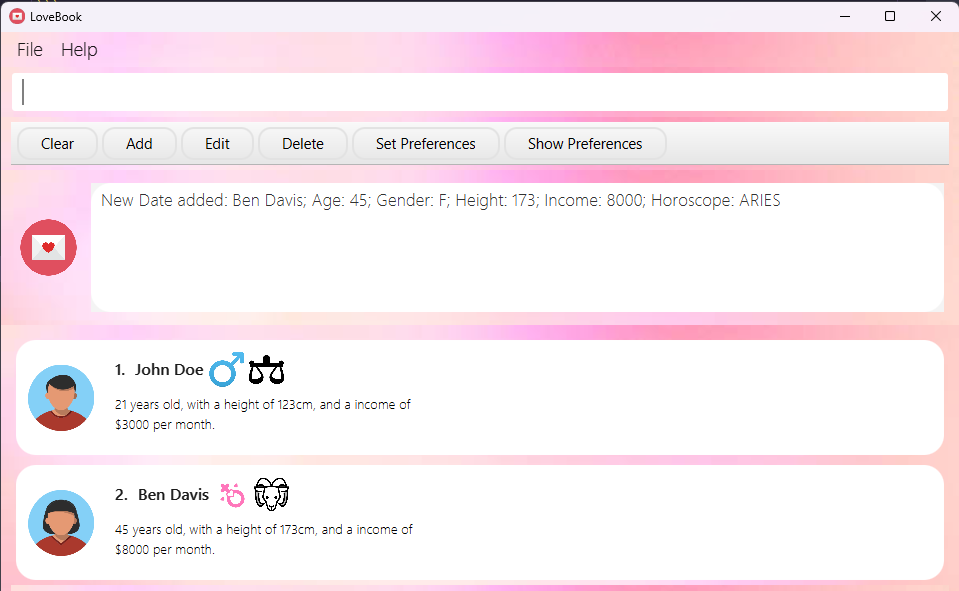 LoveBook
File Help
Clear Add Edit Delete Set Preferences Show Preferences
New Date added: Ben Davis; Age: 45; Gender: F; Height: 173; Income: 8000; Horoscope: ARIES
1. John Doe
21 years old, with a height of 123cm, and a income of
$3000 per month.
2. Ben Davis
45 years old, with a height of 173cm, and a income of
$8000 per month.